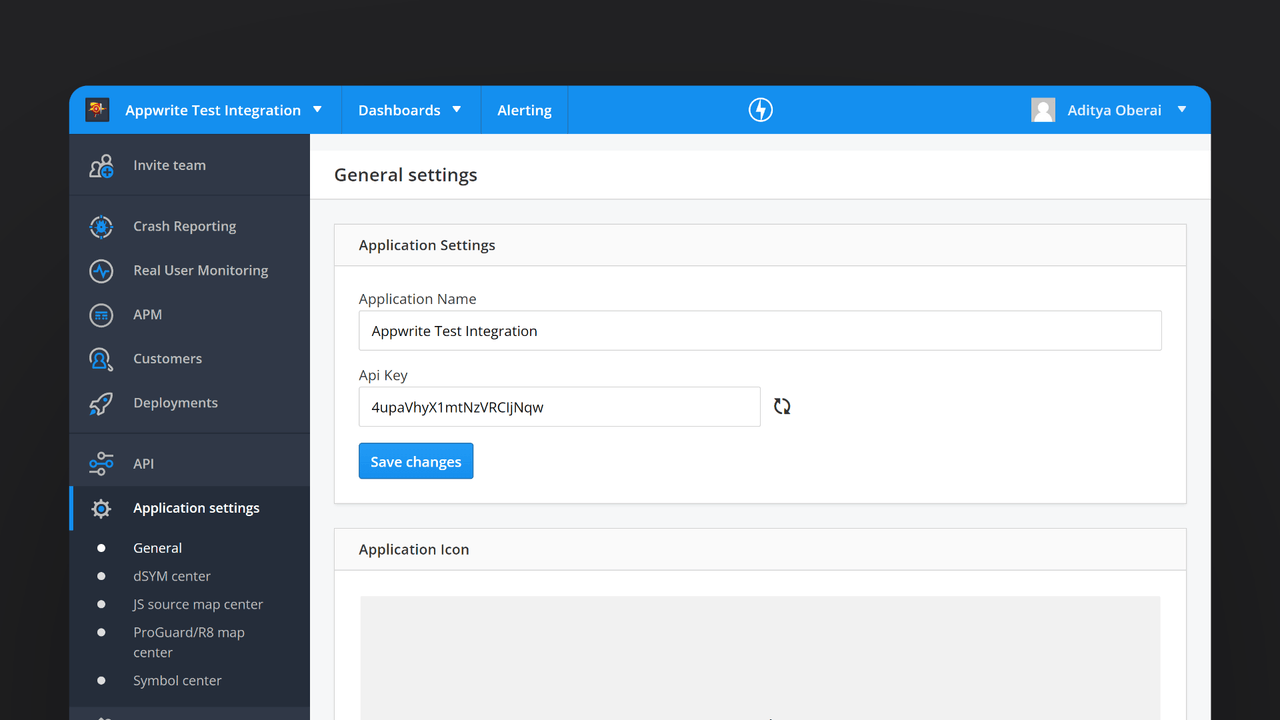 Appwrite Test Integration
Dashboards
Alerting
Aditya Oberai
Invite team
Crash Reporting
Real User Monitoring
APM
Customers
Deployments
API
Application settings
General
dSYM center
JS source map center
ProGuard/R8 map
center
Symbol center
General settings
Application Settings
Application Name
Appwrite Test Integration
Api Key
4upaVhyX1mtNzVRCljNqw
Save changes
Application Icon